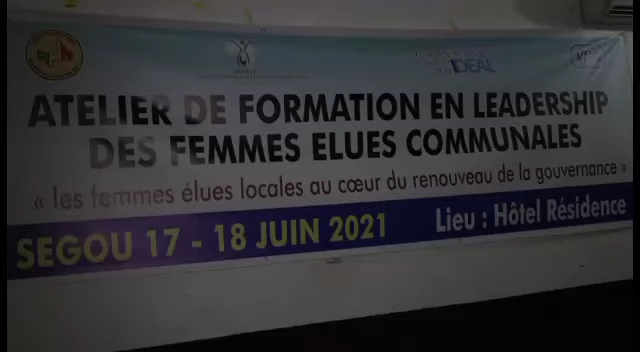 IDEAL
ATELIER DE FORMATION EN LEADERSHIP
DES FEMMES ELUES COMMUNALES
« les femmes élues locales au cœur du renouveau de la gouvernance »
SEGOU 17 - 18 JUIN 2021
Lieu : Hôtel Résidence